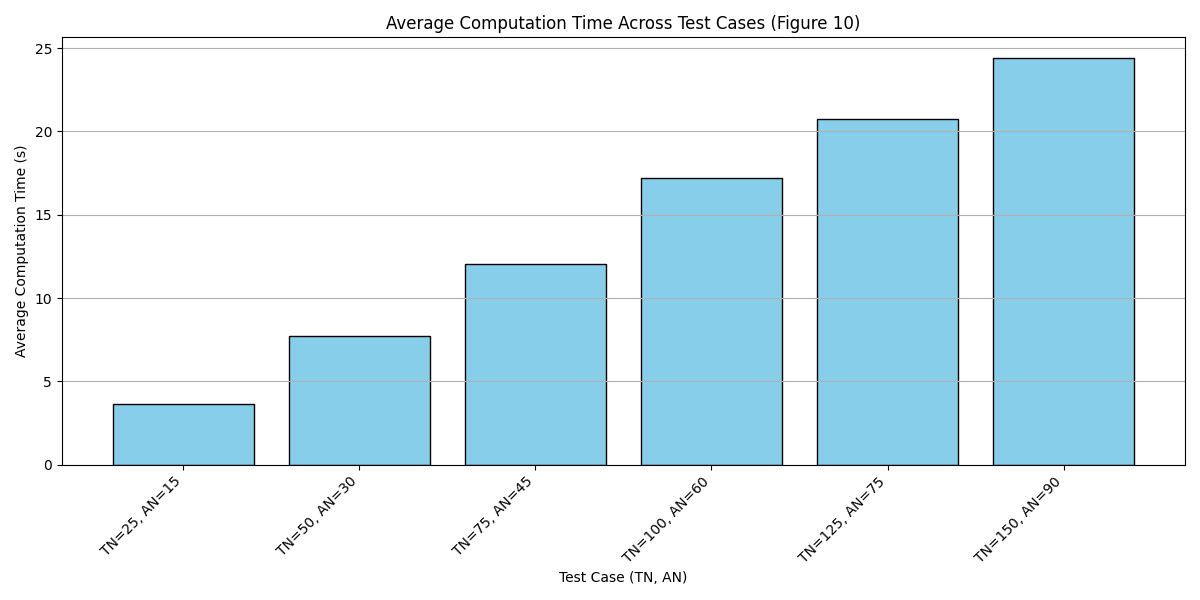 Average Computation Time Across Test Cases (Figure 10)
25
20
15
10
5
0
Average Computation Time (s)
TN=25, AN=15
TN=50, AN=30
TN=75, AN=45
TN=100, AN=60
TN=125, AN=75
TN=150, AN=90
Test Case (TN, AN)